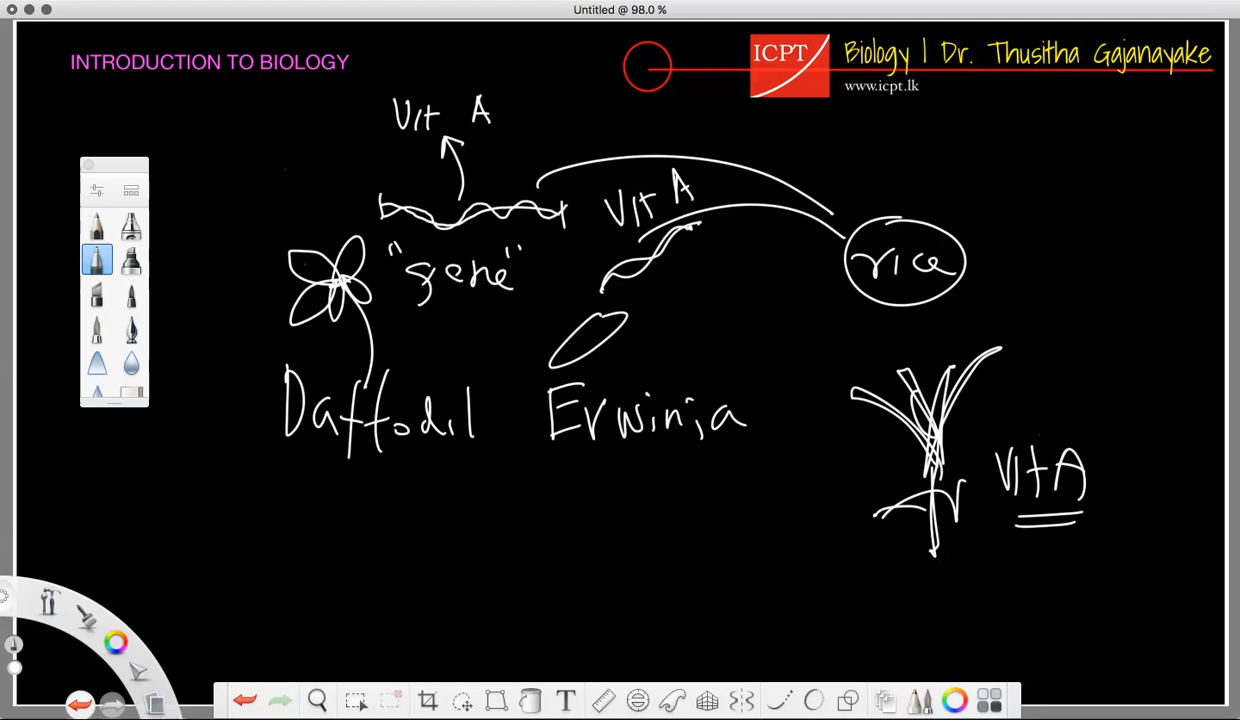 Untitled @ 98.0 %
INTRODUCTION TO BIOLOGY
ICPT
Biology | Dr. Thusitha Gajanayake
www.icpt.lk
Vit A
Vit A
"gene"
rice
Daffodil
Erwinia
Vit A
T